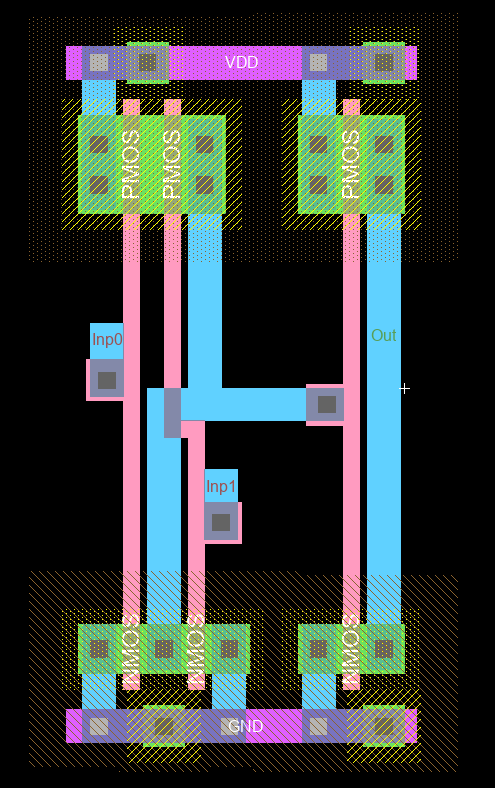 VDD
PMOS
PMOS
PMOS
Inp0
Out
Inp1
NMOS
NMOS
NMOS
GND